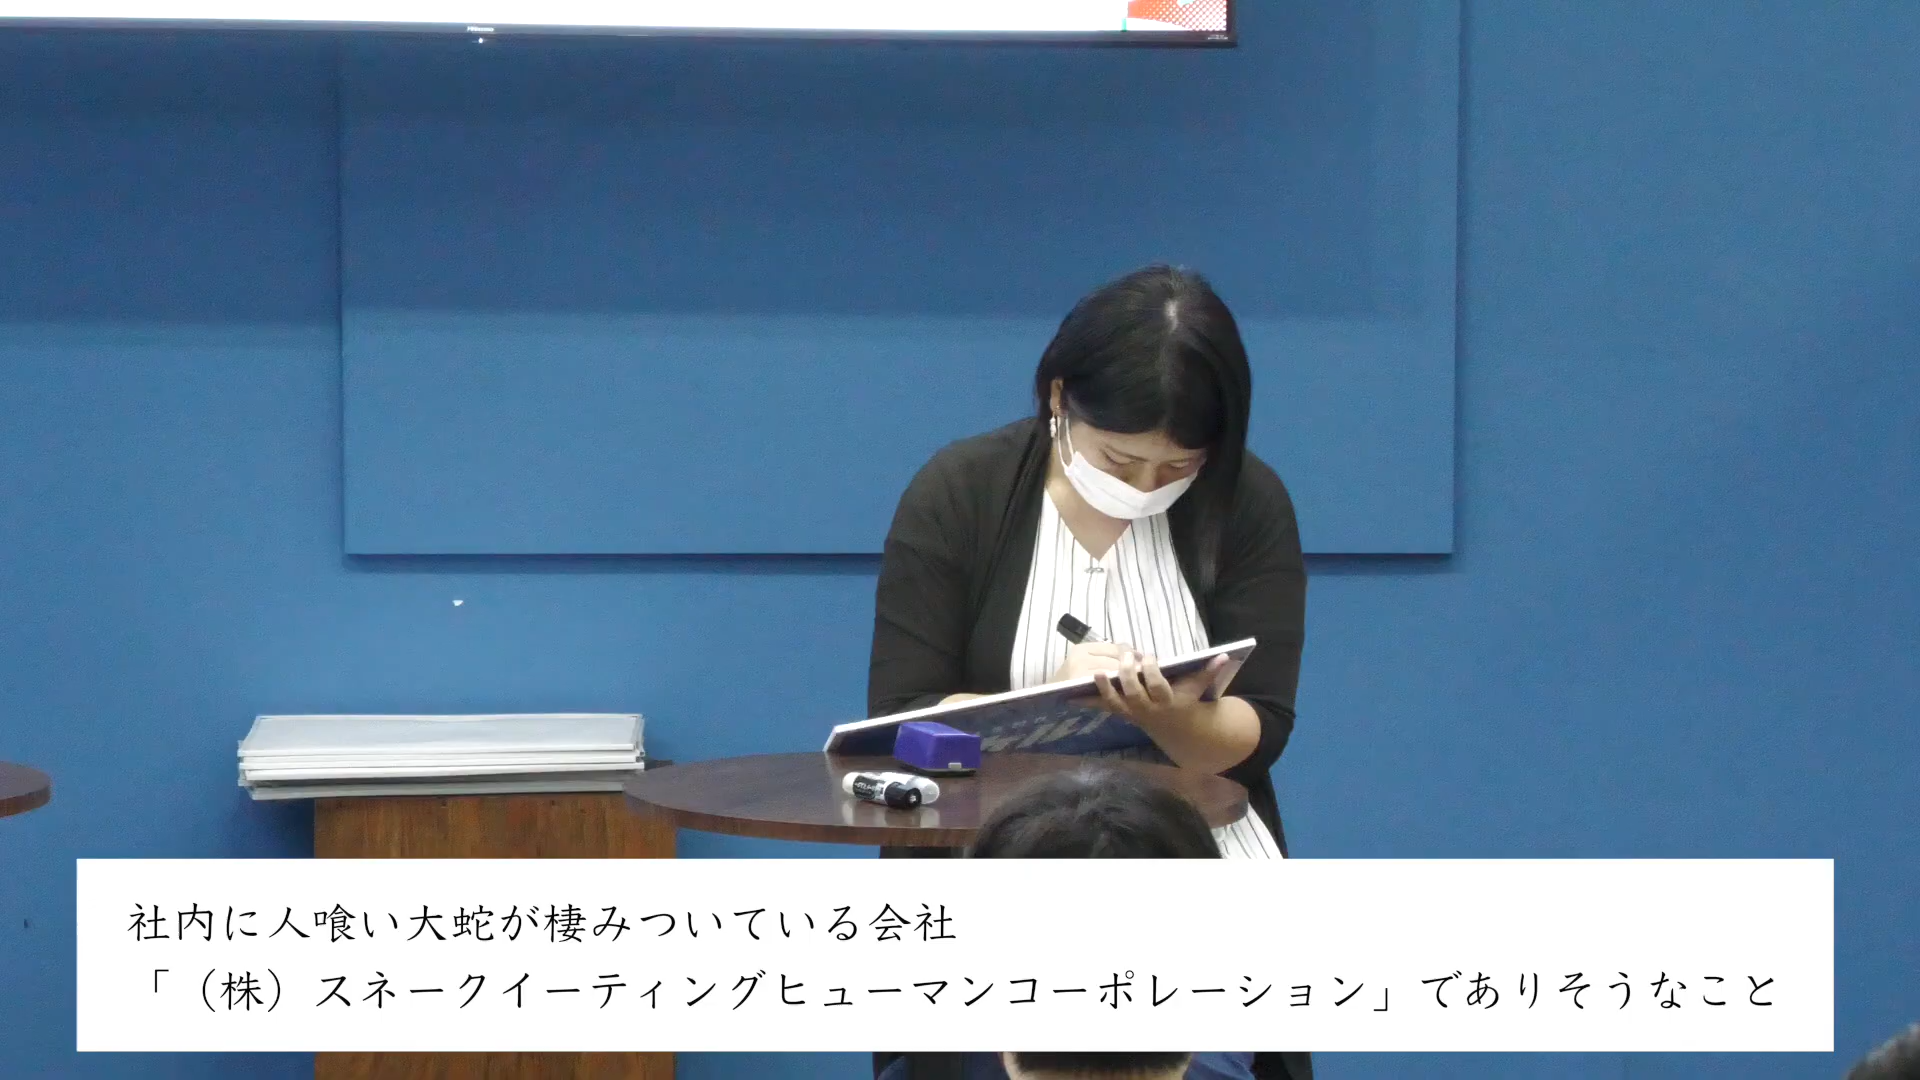 Hisense
社内に人喰い大蛇が棲みついている会社
「（株）スネークイーティングヒューマンコーポレーション」でありそうなこと